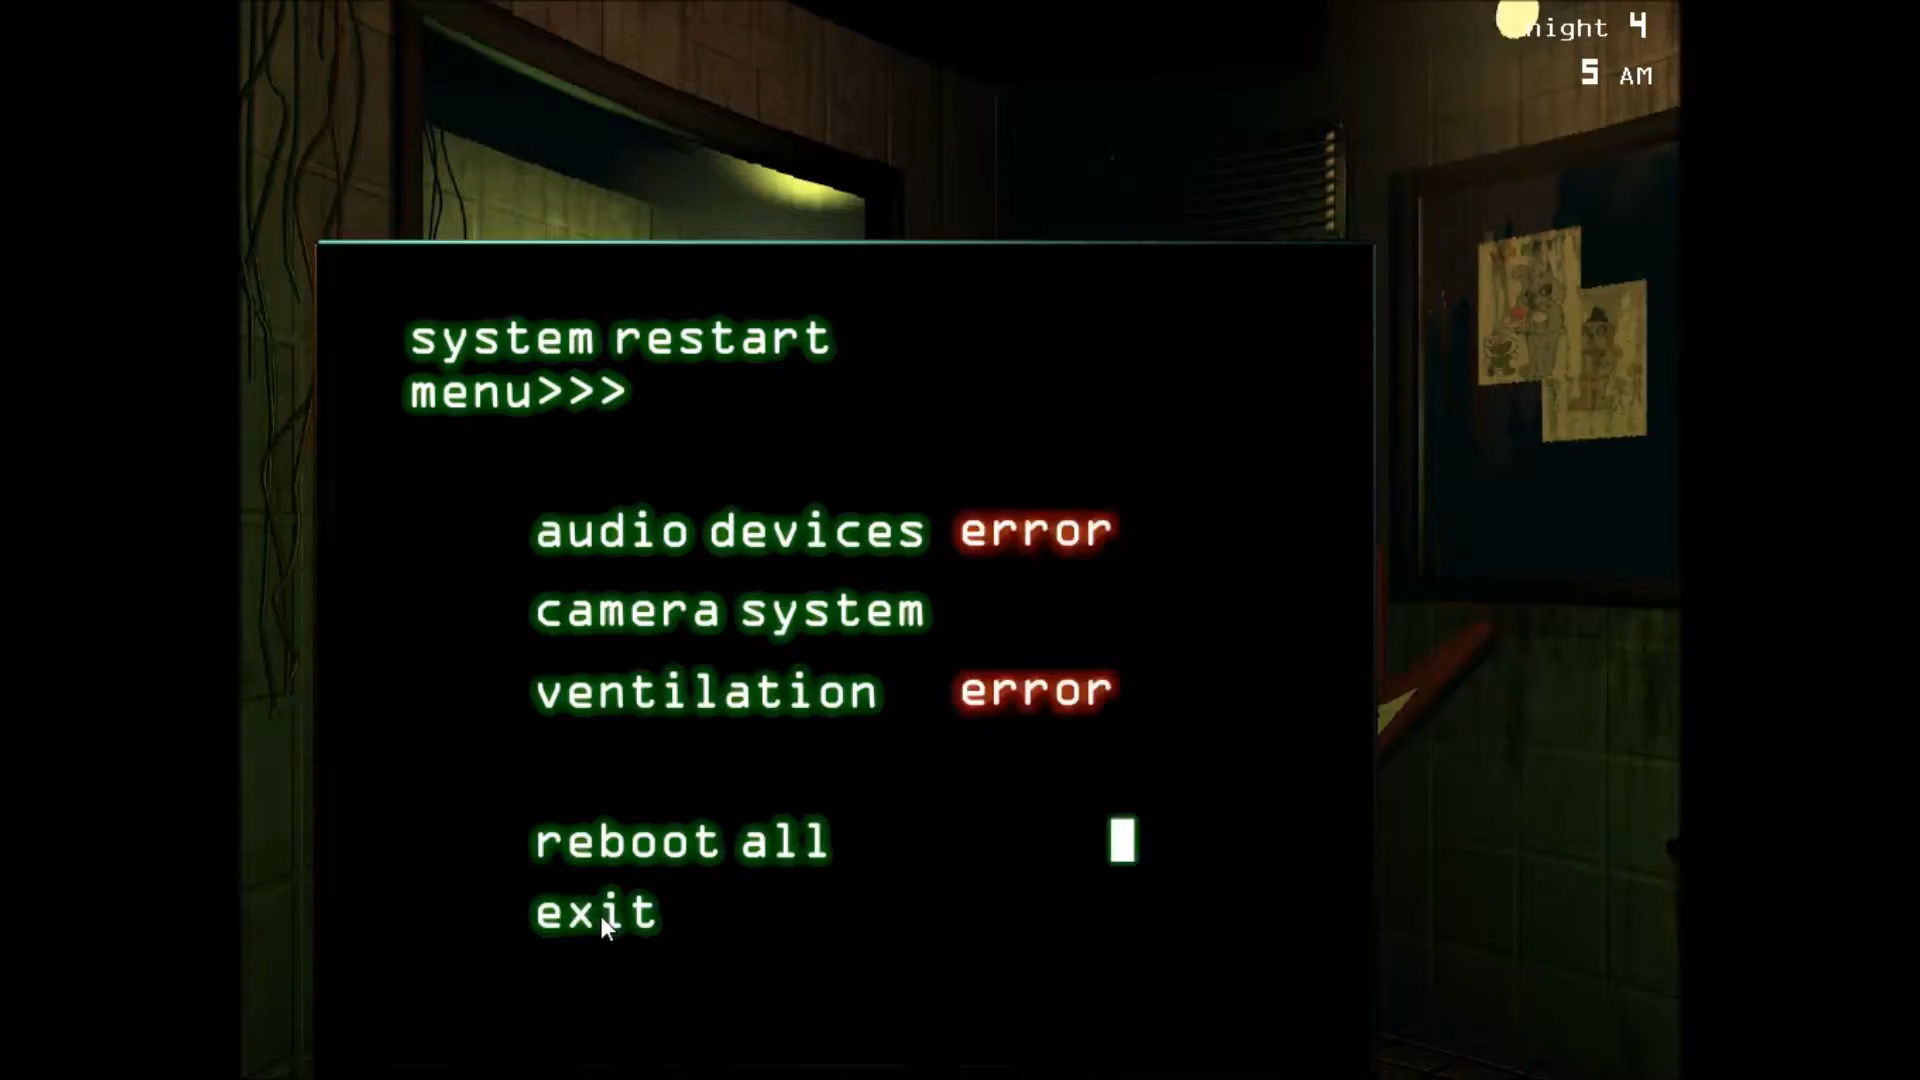 night 4
5 AM
system restart
menu>>>
audio devices error
camera system
ventilation error
reboot all
exit